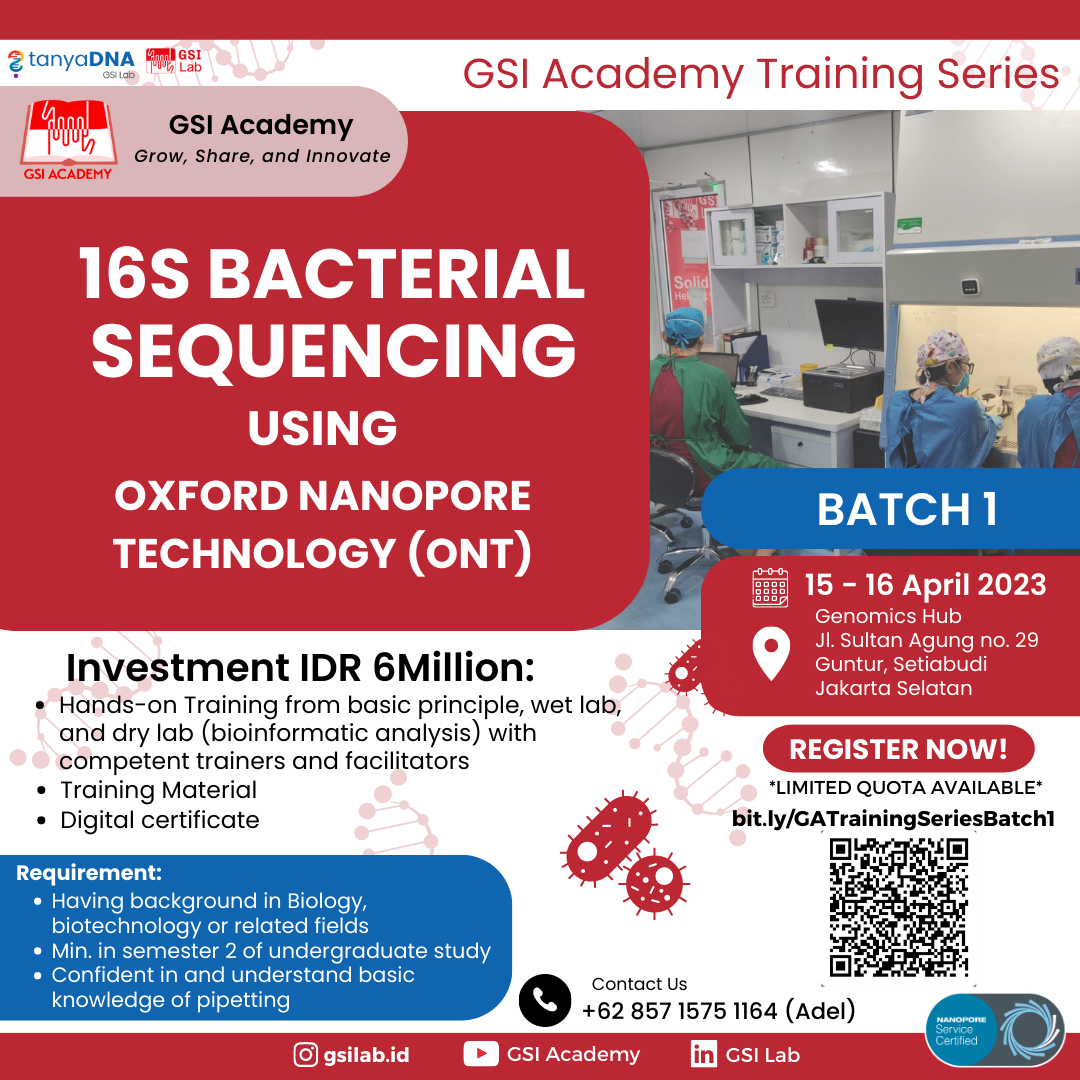 tanyaDNA
GSI Lab
GSI
Lab
GSI Academy Training Series
GSI ACADEMY
GSI Academy
Grow, Share, and Innovate
16S BACTERIAL
SEQUENCING
USING
OXFORD NANOPORE
TECHNOLOGY (ONT)
Solid
BATCH 1
15 - 16 April 2023
Genomics Hub
Jl. Sultan Agung no. 29
Guntur, Setiabudi
Jakarta Selatan
Investment IDR 6Million:
• Hands-on Training from basic principle, wet lab,
and dry lab (bioinformatic analysis) with
competent trainers and facilitators
• Training Material
• Digital certificate
REGISTER NOW!
*LIMITED QUOTA AVAILABLE*
bit.ly/GATrainingSeriesBatch1
Requirement:
• Having background in Biology,
biotechnology or related fields
• Min. in semester 2 of undergraduate study
• Confident in and understand basic
knowledge of pipetting
Contact Us
+62 857 1575 1164 (Adel)
NANOPORE
Service
Certified
gsilab.id
GSI Academy
GSI Lab